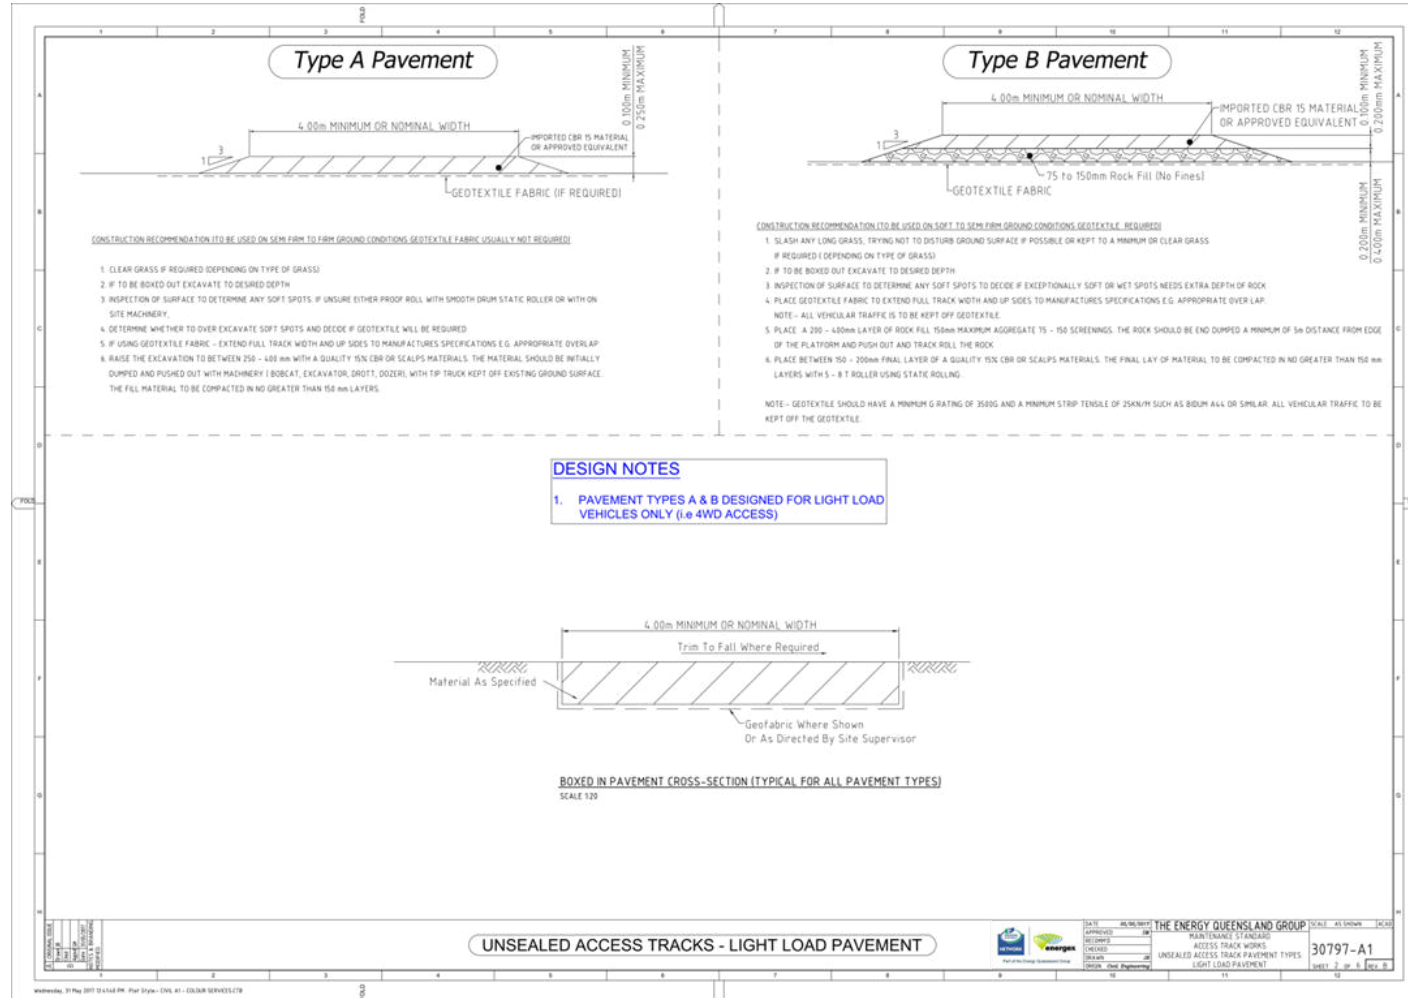 Type A Pavement
0.100m MINIMUM
0.250m MAXIMUM
4.00m MINIMUM OR NOMINAL WIDTH
IMPORTED CBR 15 MATERIAL
OR APPROVED EQUIVALENT
3
1
GEOTEXTILE FABRIC (IF REQUIRED)
CONSTRUCTION RECOMMENDATION (TO BE USED ON SEMI FIRM TO FIRM GROUND CONDITIONS GEOTEXTILE FABRIC USUALLY NOT REQUIRED)
1. CLEAR GRASS IF REQUIRED (DEPENDING ON TYPE OF GRASS)
2. IF TO BE BOXED OUT EXCAVATE TO DESIRED DEPTH
3. INSPECTION OF SURFACE TO DETERMINE ANY SOFT SPOTS. IF UNSURE EITHER PROOF ROLL WITH SMOOTH DRUM STATIC ROLLER OR WITH ON
SITE MACHINERY,
4. DETERMINE WHETHER TO OVER EXCAVATE SOFT SPOTS AND DECIDE IF GEOTEXTILE WILL BE REQUIRED
5. IF USING GEOTEXTILE FABRIC - EXTEND FULL TRACK WIDTH AND UP SIDES TO MANUFACTURES SPECIFICATIONS E.G. APPROPRIATE OVERLAP
6. RAISE THE EXCAVATION TO BETWEEN 250 - 400 mm WITH A QUALITY 15% CBR OR SCALPS MATERIALS. THE MATERIAL SHOULD BE INITIALLY
DUMPED AND PUSHED OUT WITH MACHINERY ( BOBCAT, EXCAVATOR, DROTT, DOZER), WITH TIP TRUCK KEPT OFF EXISTING GROUND SURFACE.
THE FILL MATERIAL TO BE COMPACTED IN NO GREATER THAN 150 mm LAYERS.
Type B Pavement
0.100m MINIMUM
0.200mm MAXIMUM
4.00m MINIMUM OR NOMINAL WIDTH
IMPORTED CBR 15 MATERIAL
OR APPROVED EQUIVALENT
3
1
75 to 150mm Rock Fill (No Fines)
GEOTEXTILE FABRIC
0.200m MINIMUM
0.400m MAXIMUM
CONSTRUCTION RECOMMENDATION (TO BE USED ON SOFT TO SEMI FIRM GROUND CONDITIONS GEOTEXTILE REQUIRED)
1. SLASH ANY LONG GRASS, TRYING NOT TO DISTURB GROUND SURFACE IF POSSIBLE OR KEPT TO A MINIMUM OR CLEAR GRASS
IF REQUIRED ( DEPENDING ON TYPE OF GRASS)
2. IF TO BE BOXED OUT EXCAVATE TO DESIRED DEPTH
3. INSPECTION OF SURFACE TO DETERMINE ANY SOFT SPOTS TO DECIDE IF EXCEPTIONALLY SOFT OR WET SPOTS NEEDS EXTRA DEPTH OF ROCK
4. PLACE GEOTEXTILE FABRIC TO EXTEND FULL TRACK WIDTH AND UP SIDES TO MANUFACTURES SPECIFICATIONS E.G. APPROPRIATE OVER LAP.
NOTE - ALL VEHICULAR TRAFFIC IS TO BE KEPT OFF GEOTEXTILE.
5. PLACE A 200 - 400mm LAYER OF ROCK FILL 150mm MAXIMUM AGGREGATE 75 - 150 SCREENINGS. THE ROCK SHOULD BE END DUMPED A MINIMUM OF 5m DISTANCE FROM EDGE
OF THE PLATFORM AND PUSH OUT AND TRACK ROLL THE ROCK
6. PLACE BETWEEN 150 - 200mm FINAL LAYER OF A QUALITY 15% CBR OR SCALPS MATERIALS. THE FINAL LAY OF MATERIAL TO BE COMPACTED IN NO GREATER THAN 150 mm
LAYERS WITH 5 - 8 T ROLLER USING STATIC ROLLING.
NOTE - GEOTEXTILE SHOULD HAVE A MINIMUM G RATING OF 3500G AND A MINIMUM STRIP TENSILE OF 25KN/M SUCH AS BIDUM A44 OR SIMILAR. ALL VEHICULAR TRAFFIC TO BE
KEPT OFF THE GEOTEXTILE.
DESIGN NOTES
1. PAVEMENT TYPES A & B DESIGNED FOR LIGHT LOAD
VEHICLES ONLY (i.e 4WD ACCESS)
4.00m MINIMUM OR NOMINAL WIDTH
Trim To Fall Where Required
Material As Specified
Geofabric Where Shown
Or As Directed By Site Supervisor
BOXED IN PAVEMENT CROSS-SECTION (TYPICAL FOR ALL PAVEMENT TYPES)
SCALE 1:20
UNSEALED ACCESS TRACKS - LIGHT LOAD PAVEMENT
energex
THE ENERGY QUEENSLAND GROUP
MAINTENANCE STANDARD
ACCESS TRACK WORKS
UNSEALED ACCESS TRACK PAVEMENT TYPES
LIGHT LOAD PAVEMENT
DATE
APPROVED
CHECKED
DRAWN
ORIGIN Civil Engineering
SCALE AS SHOWN
ACAD
30797-A1
SHEET 2 OF 6
REV B
FOLD